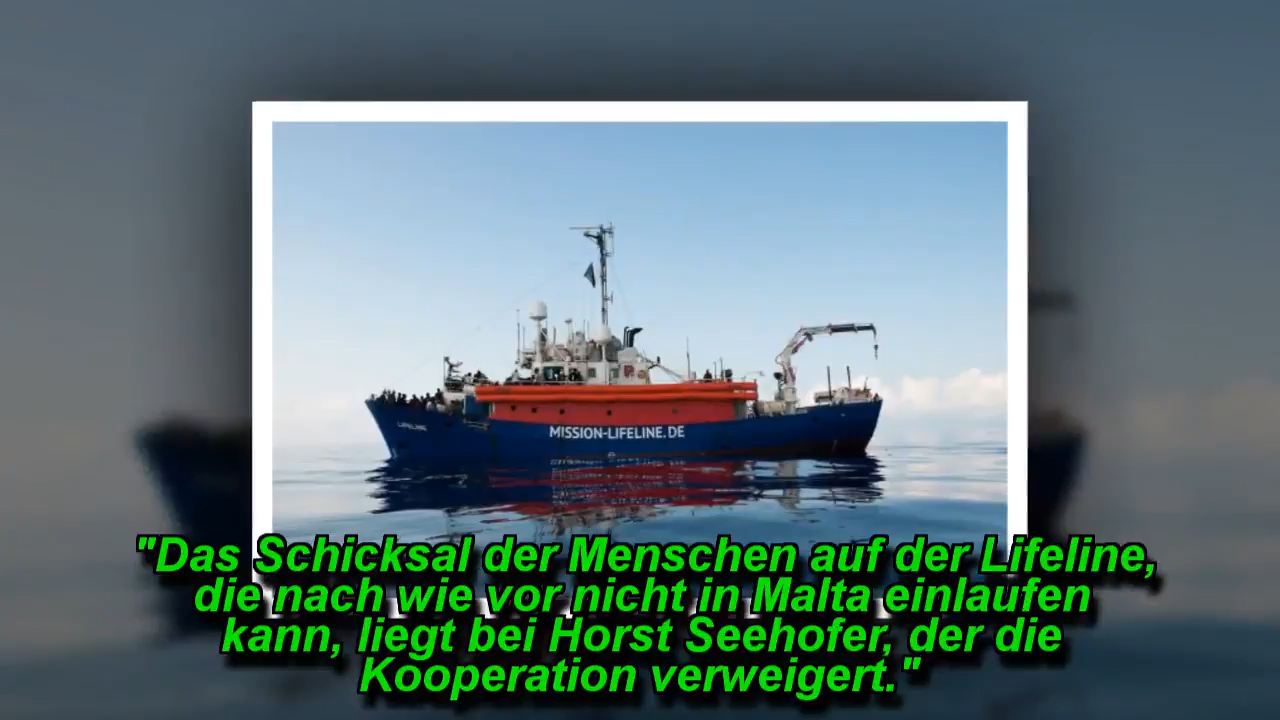 LIFELINE
MISSION-LIFELINE.DE
"Das Schicksal der Menschen auf der Lifeline,
die nach wie vor nicht in Malta einlaufen
kann, liegt bei Horst Seehofer, der die
Kooperation verweigert."